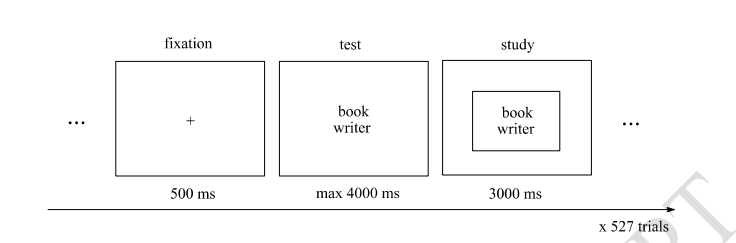 fixation test study
... + book book ...
writer writer
500 ms max 4000 ms 3000 ms
x 527 trials